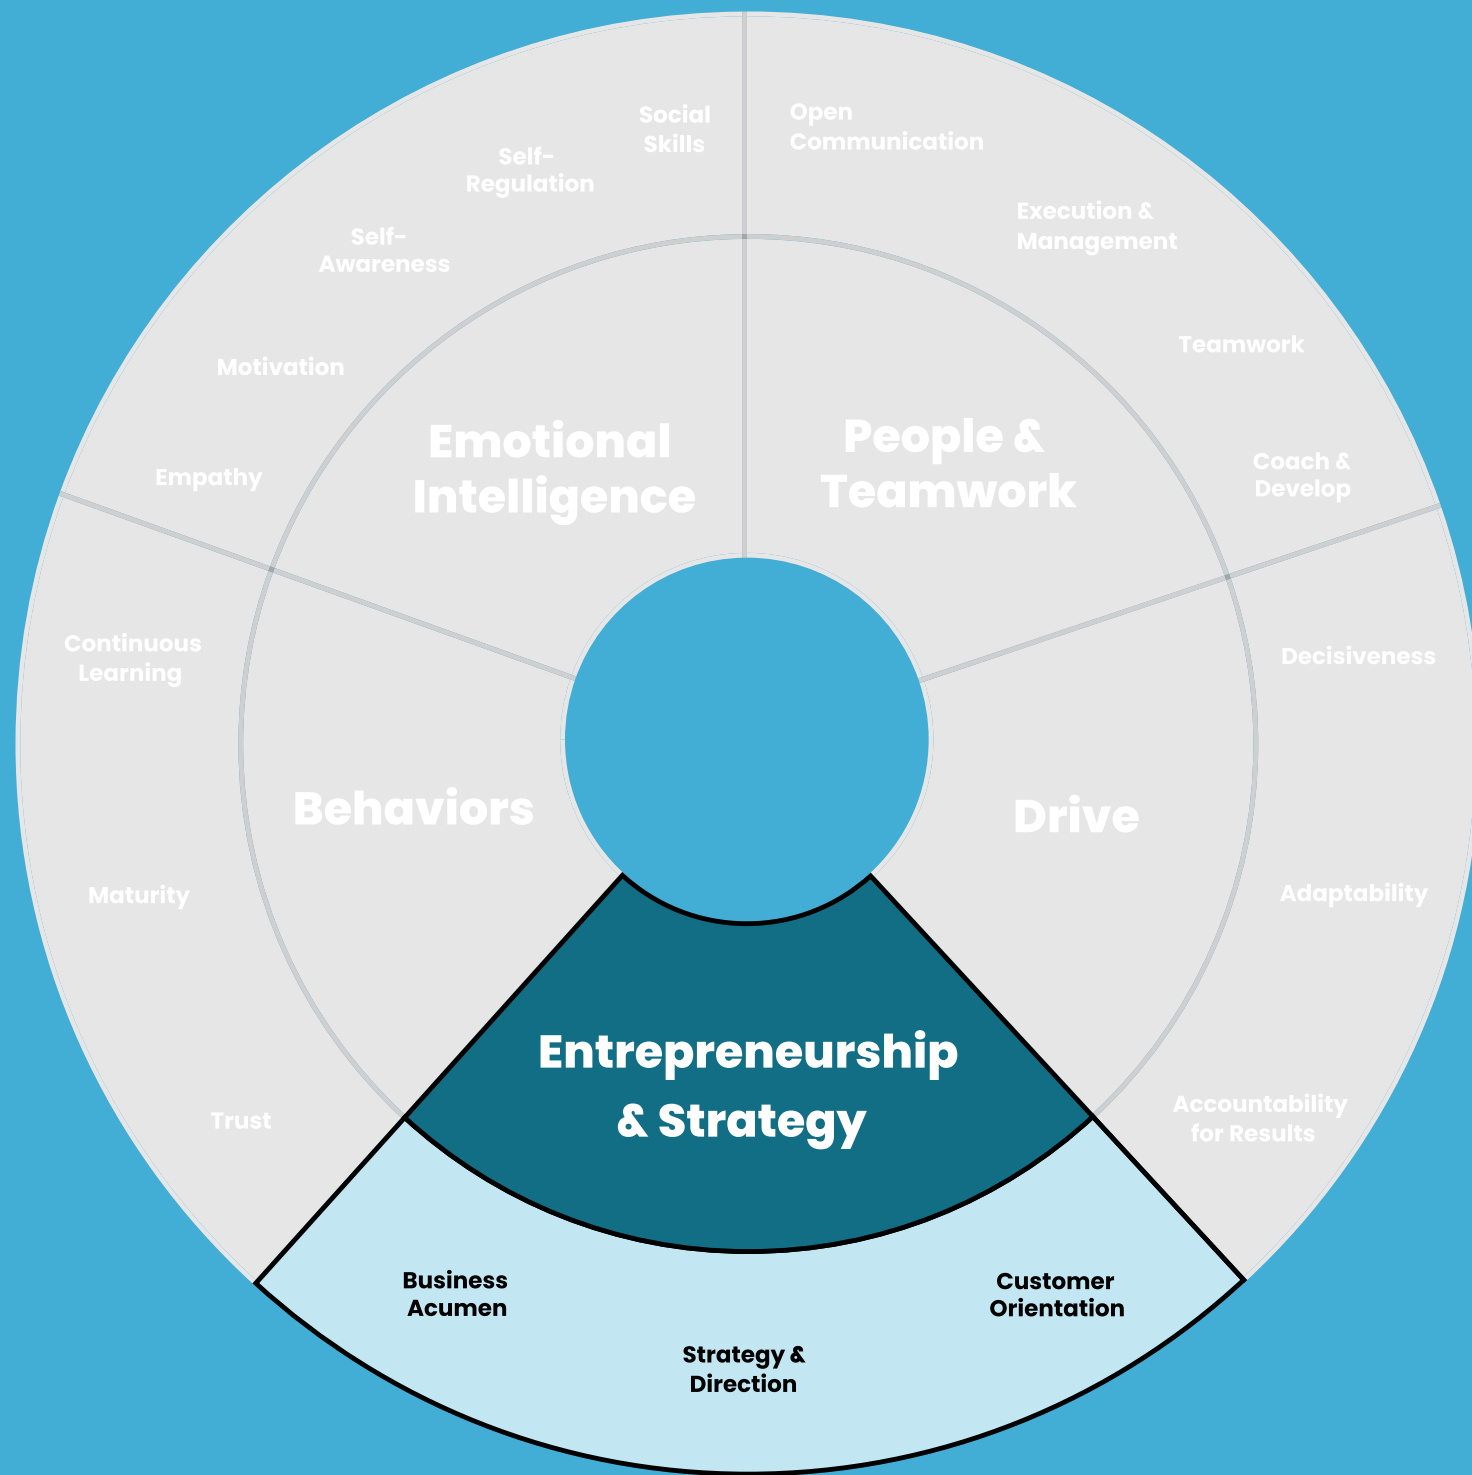 Social
Skills
Open
Communication
Self-
Regulation
Execution &
Management
Self-
Awareness
Motivation
Teamwork
Empathy
Coach &
Develop
Emotional
Intelligence
People &
Teamwork
Continuous
Learning
Decisiveness
Behaviors
Drive
Maturity
Adaptability
Trust
Accountability
for Results
Entrepreneurship
& Strategy
Business
Acumen
Strategy &
Direction
Customer
Orientation